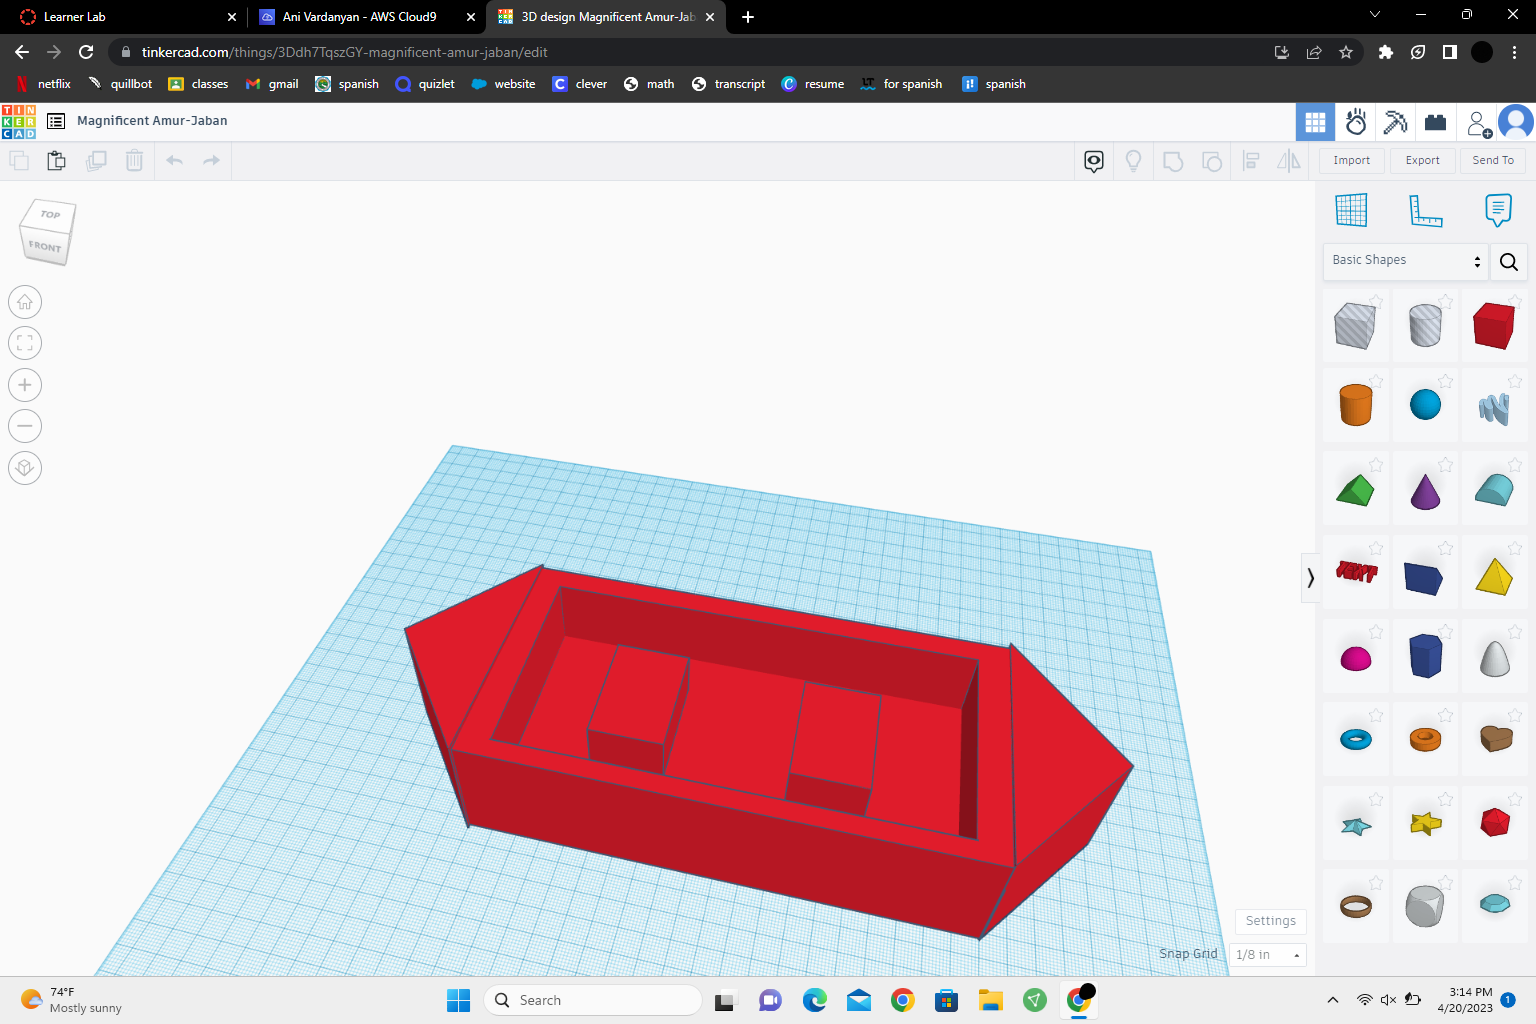 Learner Lab
Ani Vardanyan - AWS Cloud9
3D design Magnificent Amur-Jab
tinkercad.com/things/3Ddh7TqszGY-magnificent-amur-jaban/edit
netflix
quillbot
classes
gmail
spanish
quizlet
website
clever
math
transcript
resume
for spanish
spanish
TIN
KER
CAD
Magnificent Amur-Jaban
Import
Export
Send To
TOP
FRONT
Basic Shapes
TEXT
Settings
Snap Grid
1/8 in
74°F
Mostly sunny
Search
3:14 PM
4/20/2023
1